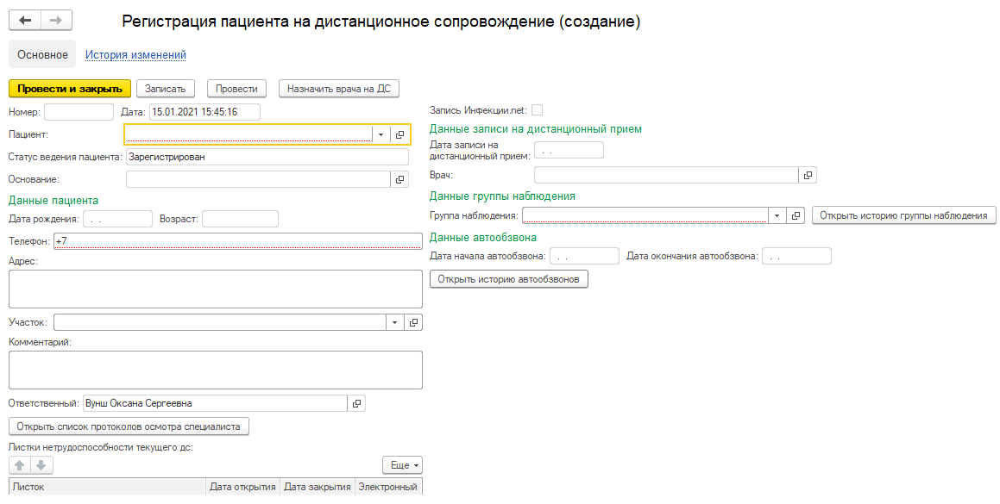 Регистрация пациента на дистанционное сопровождение (создание)
Основное История изменений
Провести и закрыть Записать Провести Назначить врача на ДС
Номер: Дата: 15.01.2021 15:45:16
Пациент:
Статус ведения пациента: Зарегистрирован
Основание:
Данные пациента
Дата рождения: . . Возраст:
Телефон: +7
Адрес:
Участок:
Комментарий:
Ответственный: Вунш Оксана Сергеевна
Открыть список протоколов осмотра специалиста
Листки нетрудоспособности текущего дс:
Еще
Листок Дата открытия Дата закрытия Электронный
Запись Инфекции.net:
Данные записи на дистанционный прием
Дата записи на
дистанционный прием: . .
Врач:
Данные группы наблюдения
Группа наблюдения: Открыть историю группы наблюдения
Данные автообзвона
Дата начала автообзвона: . . Дата окончания автообзвона: . .
Открыть историю автообзвонов